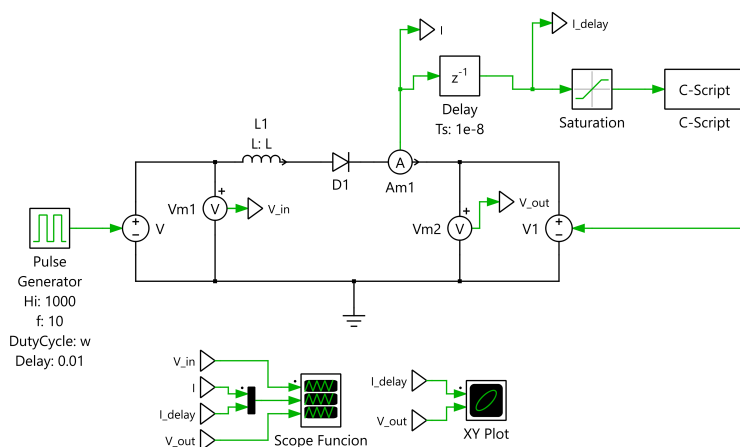 I
I_delay
z⁻¹
C-Script
Delay
Ts: 1e-8
Saturation
C-Script
L1
L: L
D1
A
Am1
+
Vm1
V
V_in
+
V
+
Vm2
V
V_out
V1
+
Pulse
Generator
Hi: 1000
f: 10
DutyCycle: w
Delay: 0.01
V_in
I
I_delay
V_out
Scope Funcion
I_delay
V_out
XY Plot